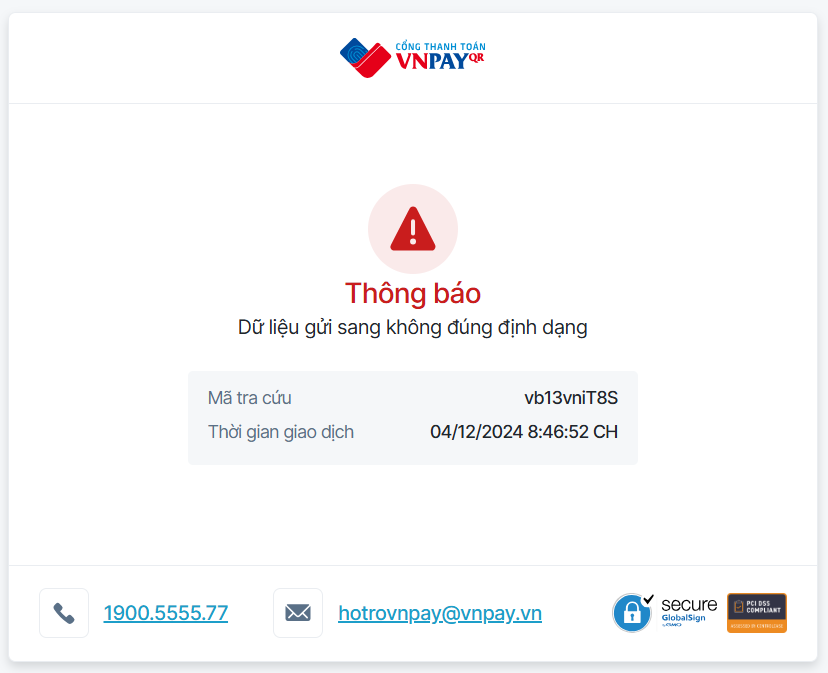 CỔNG THANH TOÁN
VNPAYQR
Thông báo
Dữ liệu gửi sang không đúng định dạng
Mã tra cứu vb13vniT8S
Thời gian giao dịch 04/12/2024 8:46:52 CH
1900.5555.77 hotrovnpay@vnpay.vn
secure
GlobalSign
PCI DSS
COMPLIANT